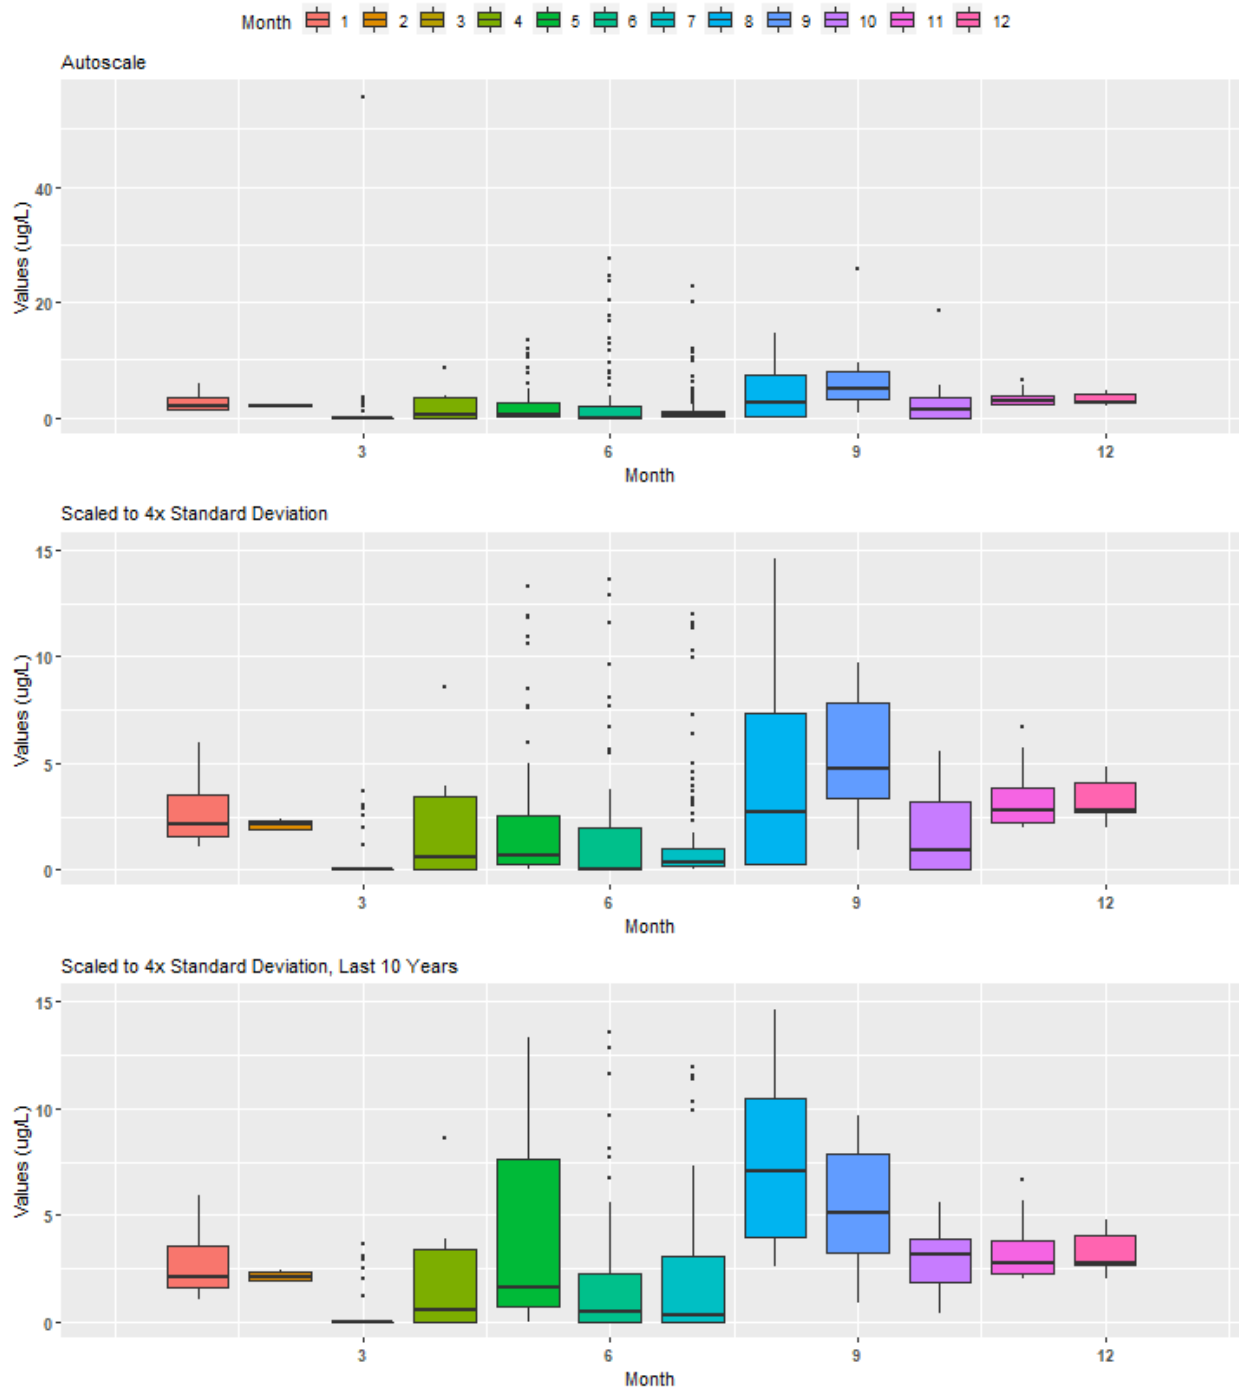 Month 1 2 3 4 5 6 7 8 9 10 11 12
Autoscale
Values (ug/L)
40
20
0
3 6 9 12
Month
Scaled to 4x Standard Deviation
Values (ug/L)
15
10
5
0
3 6 9 12
Month
Scaled to 4x Standard Deviation, Last 10 Years
Values (ug/L)
15
10
5
0
3 6 9 12
Month